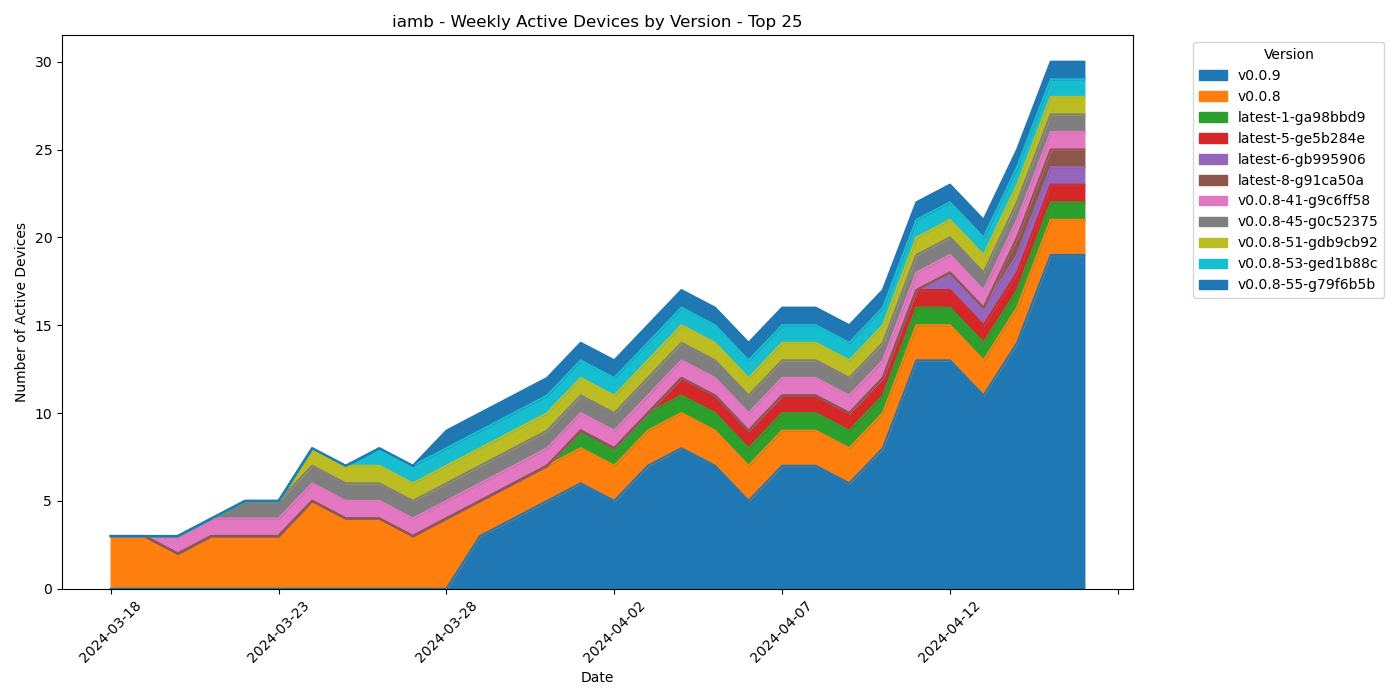 iamb - Weekly Active Devices by Version - Top 25
Number of Active Devices
30
25
20
15
10
5
0
2024-03-18
2024-03-23
2024-03-28
2024-04-02
2024-04-07
2024-04-12
Date
Version
v0.0.9
v0.0.8
latest-1-ga98bbd9
latest-5-ge5b284e
latest-6-gb995906
latest-8-g91ca50a
v0.0.8-41-g9c6ff58
v0.0.8-45-g0c52375
v0.0.8-51-gdb9cb92
v0.0.8-53-ged1b88c
v0.0.8-55-g79f6b5b